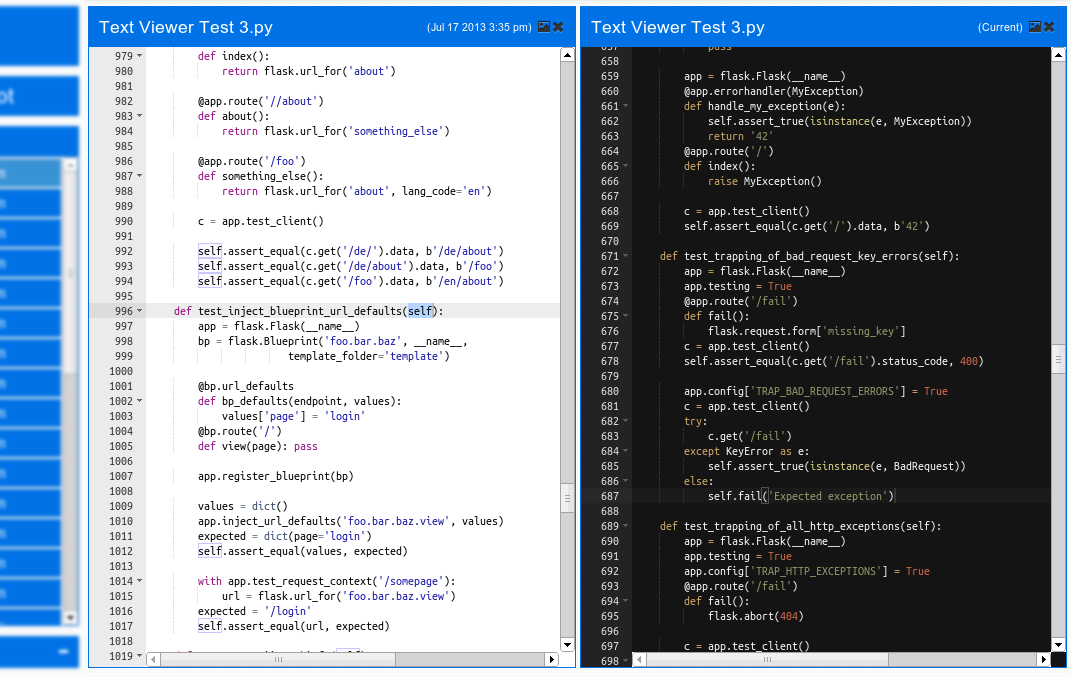 ot
Text Viewer Test 3.py (Jul 17 2013 3:35 pm)
979 def index():
980 return flask.url_for('about')
981
982 @app.route('//about')
983 def about():
984 return flask.url_for('something_else')
985
986 @app.route('/foo')
987 def something_else():
988 return flask.url_for('about', lang_code='en')
989
990 c = app.test_client()
991
992 self.assert_equal(c.get('/de/').data, b'/de/about')
993 self.assert_equal(c.get('/de/about').data, b'/foo')
994 self.assert_equal(c.get('/foo').data, b'/en/about')
995
996 def test_inject_blueprint_url_defaults(self):
997 app = flask.Flask(__name__)
998 bp = flask.Blueprint('foo.bar.baz', __name__,
999 template_folder='template')
1000
1001 @bp.url_defaults
1002 def bp_defaults(endpoint, values):
1003 values['page'] = 'login'
1004 @bp.route('/')
1005 def view(page): pass
1006
1007 app.register_blueprint(bp)
1008
1009 values = dict()
1010 app.inject_url_defaults('foo.bar.baz.view', values)
1011 expected = dict(page='login')
1012 self.assert_equal(values, expected)
1013
1014 with app.test_request_context('/somepage'):
1015 url = flask.url_for('foo.bar.baz.view')
1016 expected = '/login'
1017 self.assert_equal(url, expected)
1018
1019
Text Viewer Test 3.py (Current)
657 pass
658
659 app = flask.Flask(__name__)
660 @app.errorhandler(MyException)
661 def handle_my_exception(e):
662 self.assert_true(isinstance(e, MyException))
663 return '42'
664 @app.route('/')
665 def index():
666 raise MyException()
667
668 c = app.test_client()
669 self.assert_equal(c.get('/').data, b'42')
670
671 def test_trapping_of_bad_request_key_errors(self):
672 app = flask.Flask(__name__)
673 app.testing = True
674 @app.route('/fail')
675 def fail():
676 flask.request.form['missing_key']
677 c = app.test_client()
678 self.assert_equal(c.get('/fail').status_code, 400)
679
680 app.config['TRAP_BAD_REQUEST_ERRORS'] = True
681 c = app.test_client()
682 try:
683 c.get('/fail')
684 except KeyError as e:
685 self.assert_true(isinstance(e, BadRequest))
686 else:
687 self.fail('Expected exception')
688
689 def test_trapping_of_all_http_exceptions(self):
690 app = flask.Flask(__name__)
691 app.testing = True
692 app.config['TRAP_HTTP_EXCEPTIONS'] = True
693 @app.route('/fail')
694 def fail():
695 flask.abort(404)
696
697 c = app.test_client()
698